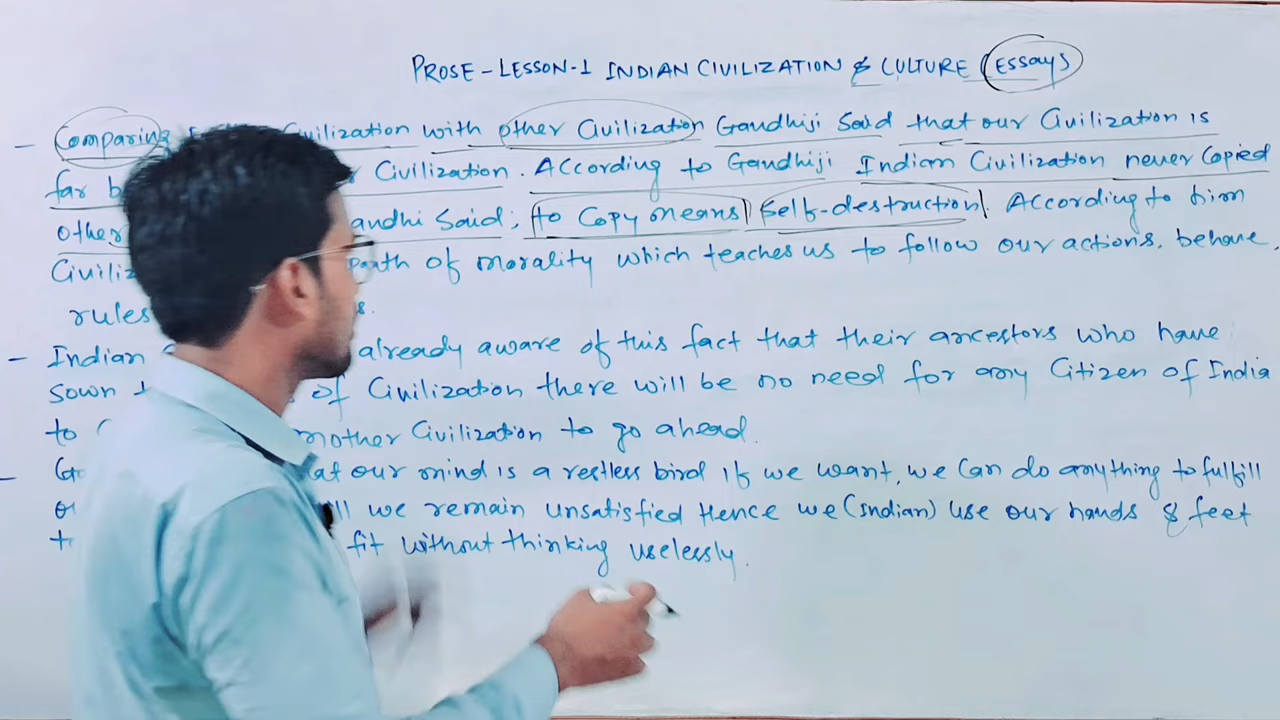 PROSE – LESSON-1 INDIAN CIVILIZATION & CULTURE (ESSAYS)
– Comparing Civilization with other Civilization Gandhiji Said that our Civilization is
far Civilization. According to Gandhiji Indian Civilization never Copied
other Said; to Copy means Self-destruction. According to him
Path of morality which teaches us to follow our actions, behave,
rules
– Indian already aware of this fact that their ancestors who have
Sown of Civilization there will be no need for any Citizen of India
to Civilization to go ahead.
– our mind is a restless bird if we want, we can do anything to fulfill
we remain unsatisfied Hence we (Indian) use our hands & feet
fit without thinking uselessly.